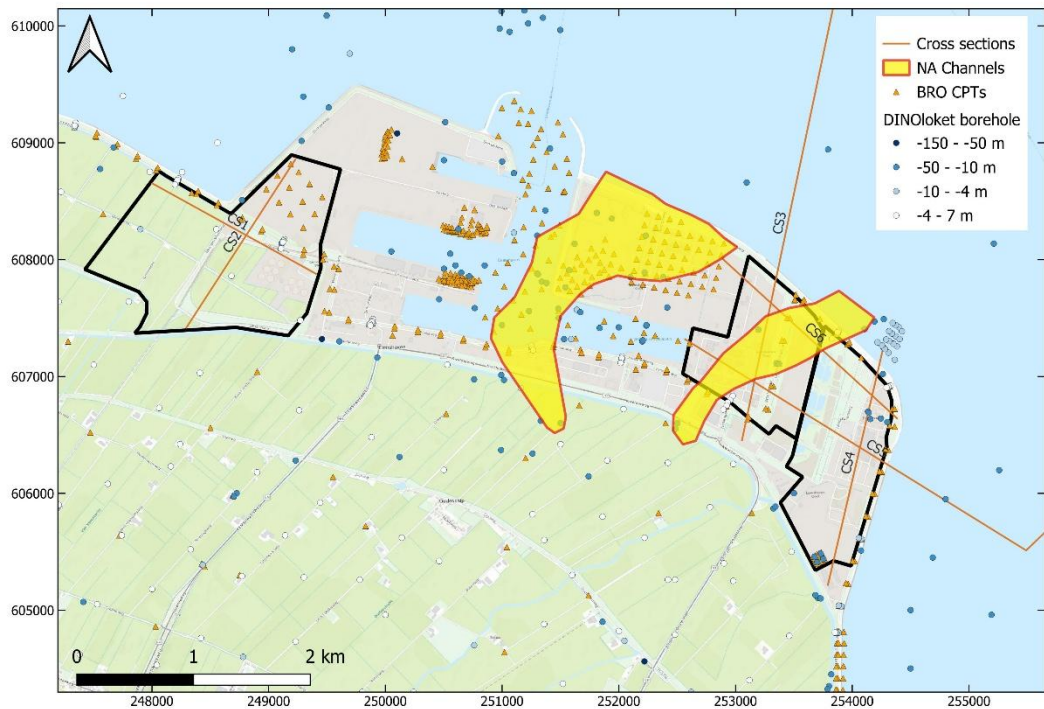 610000
609000
608000
607000
606000
605000
Cross sections
NA Channels
BRO CPTs
DINOloket borehole
-150 - -50 m
-50 - -10 m
-10 - -4 m
-4 - 7 m
CS1
CS2
CS3
CS6
CS4
CS5
0 1 2 km
248000 249000 250000 251000 252000 253000 254000 255000